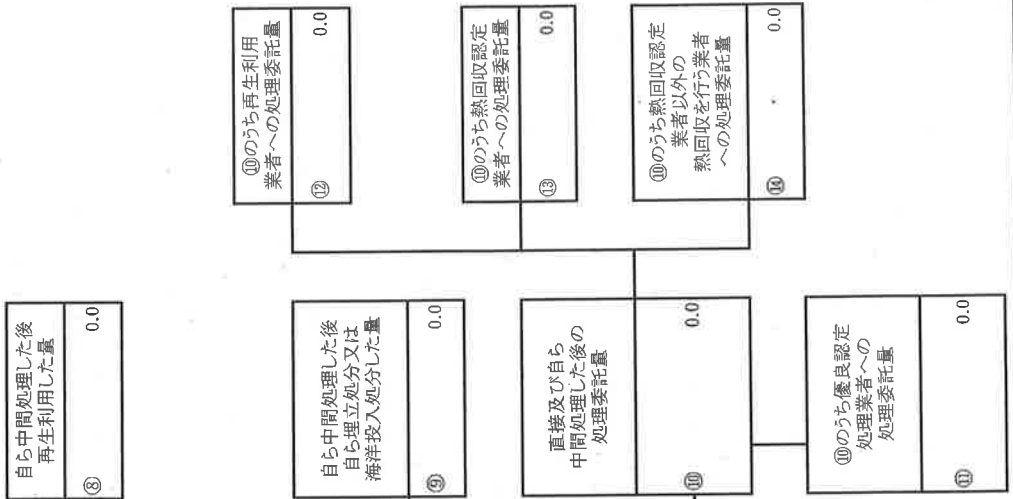 自ら中間処理した後
再生利用した量
⑧ 0.0
自ら中間処理した後
自ら埋立処分又は
海洋投入処分した量
⑨ 0.0
直接及び自ら
中間処理した後の
処理委託量
⑩ 0.0
⑩のうち優良認定
処理業者への
処理委託量
⑪ 0.0
⑩のうち再生利用
業者への処理委託量
⑫ 0.0
⑩のうち熱回収認定
業者への処理委託量
⑬ 0.0
⑩のうち熱回収認定
業者以外の
熱回収を行う業者
への処理委託量
⑭ 0.0